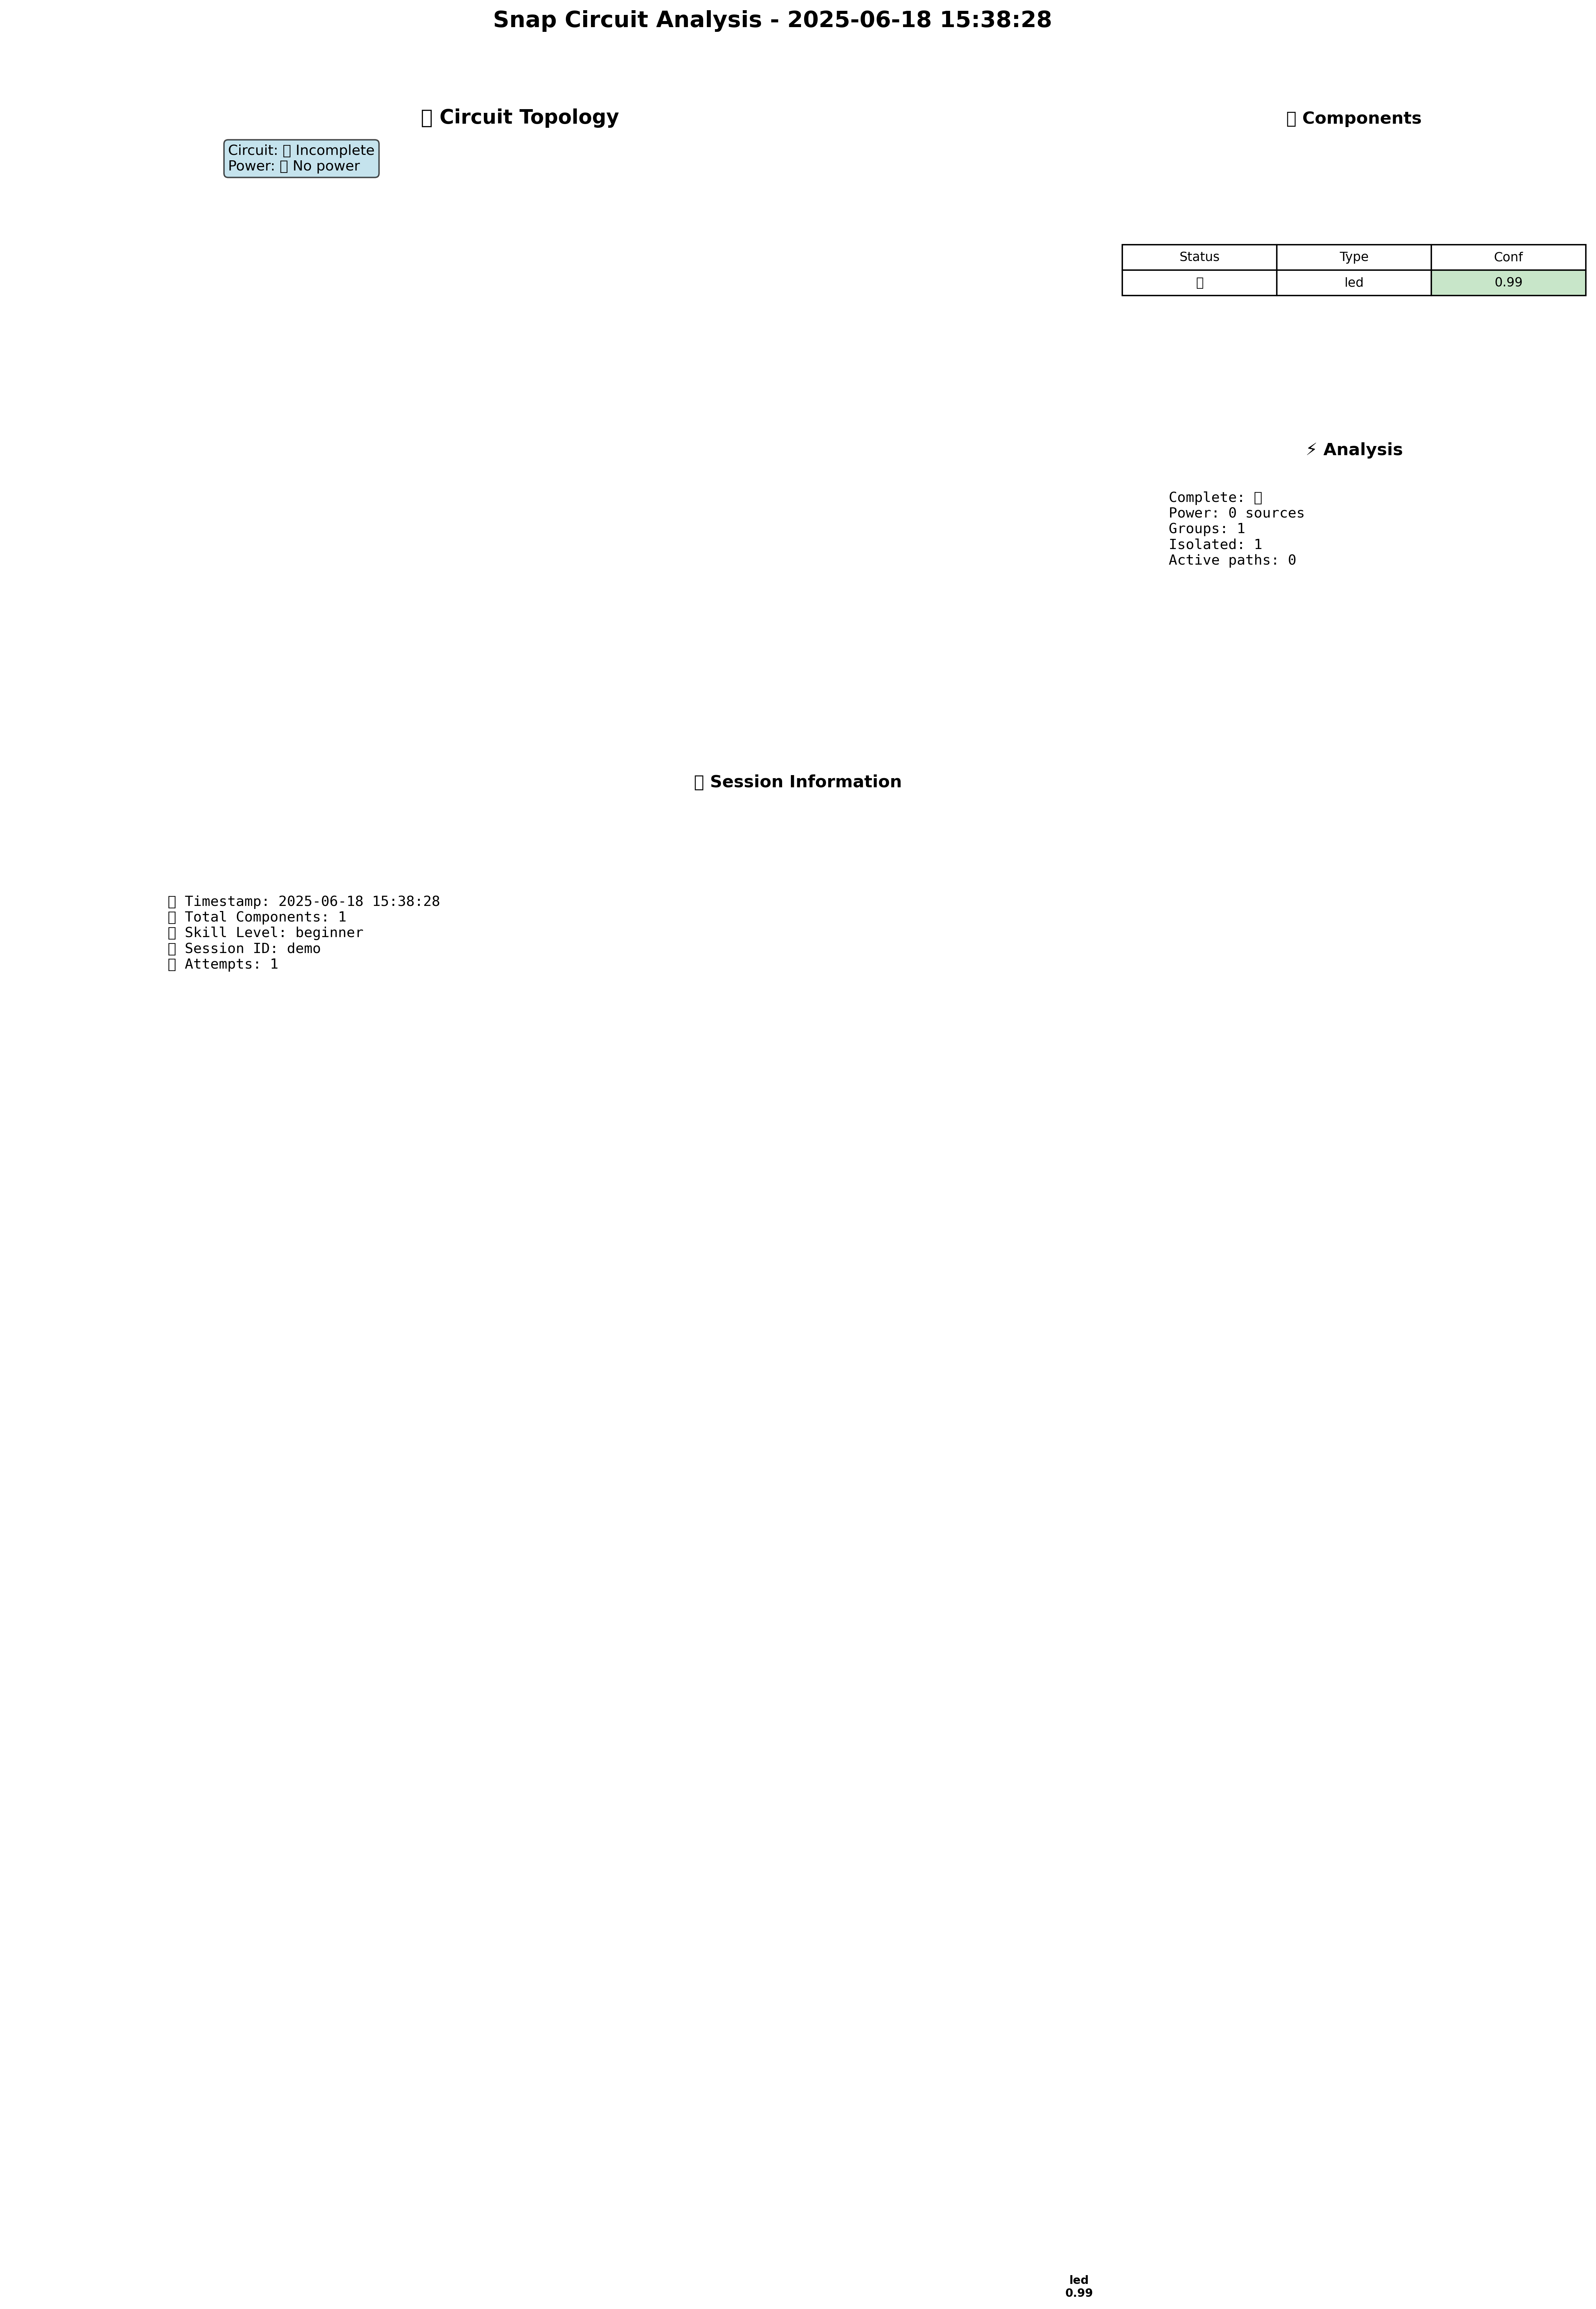 Snap Circuit Analysis - 2025-06-18 15:38:28
Circuit Topology
Circuit: Incomplete
Power: No power
Components
Status Type Conf
led 0.99
⚡ Analysis
Complete:
Power: 0 sources
Groups: 1
Isolated: 1
Active paths: 0
Session Information
Timestamp: 2025-06-18 15:38:28
Total Components: 1
Skill Level: beginner
Session ID: demo
Attempts: 1
led
0.99